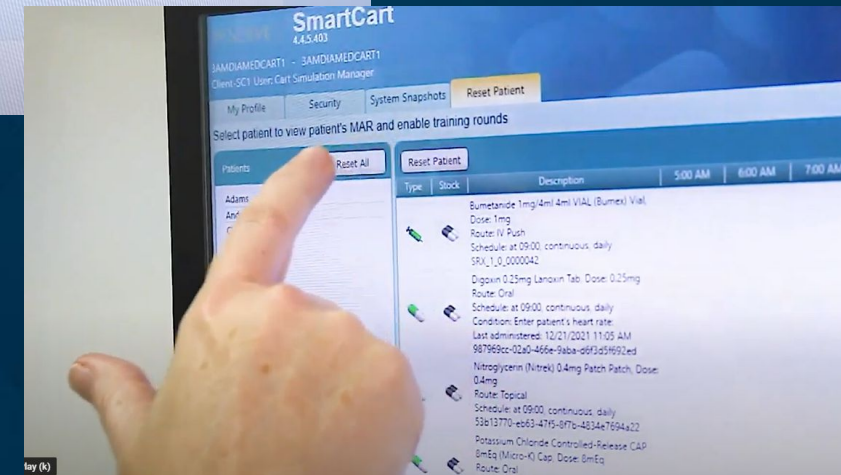 SmartCart
4.4.5.403
3AMDIAMEDCART1 - 3AMDIAMEDCART1
Client-SC1 User: Cart Simulation Manager
My Profile
Security
System Snapshots
Reset Patient
Select patient to view patient's MAR and enable training rounds
Patients
Reset All
Adams
Reset Patient
Type
Stock
Description
5:00 AM
6:00 AM
7:00 AM
Bumetanide 1mg/4ml 4ml VIAL (Bumex) Vial,
Dose: 1mg
Route: IV Push
Schedule: at 09:00, continuous, daily
SRX_1_0_0000042
Digoxin 0.25mg Lanoxin Tab, Dose: 0.25mg
Route: Oral
Schedule: at 09:00, continuous, daily
Condition: Enter patient's heart rate:
Last administered: 12/21/2021 11:05 AM
987969cc-02a0-466e-9aba-d6f3d5f692ed
Nitroglycerin (Nitrek) 0.4mg Patch Patch, Dose:
0.4mg
Route: Topical
Schedule: at 09:00, continuous, daily
53b13770-eb63-47f5-8f7b-4834e7694a22
Potassium Chloride Controlled-Release CAP
8mEq (Micro-K) Cap, Dose: 8mEq
Route: Oral
lay (k)